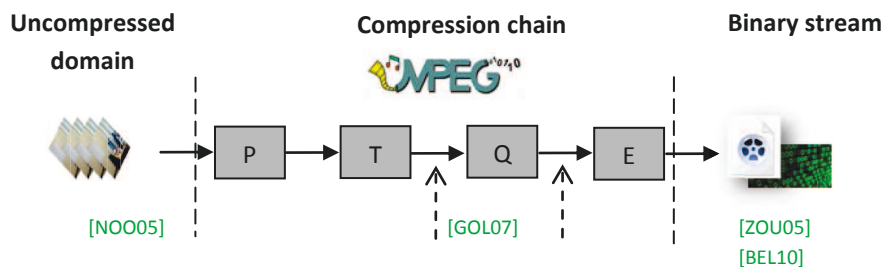 Uncompressed
domain
Compression chain
Binary stream
MPEG
P
T
Q
E
[NOO05]
[GOL07]
[ZOU05]
[BEL10]